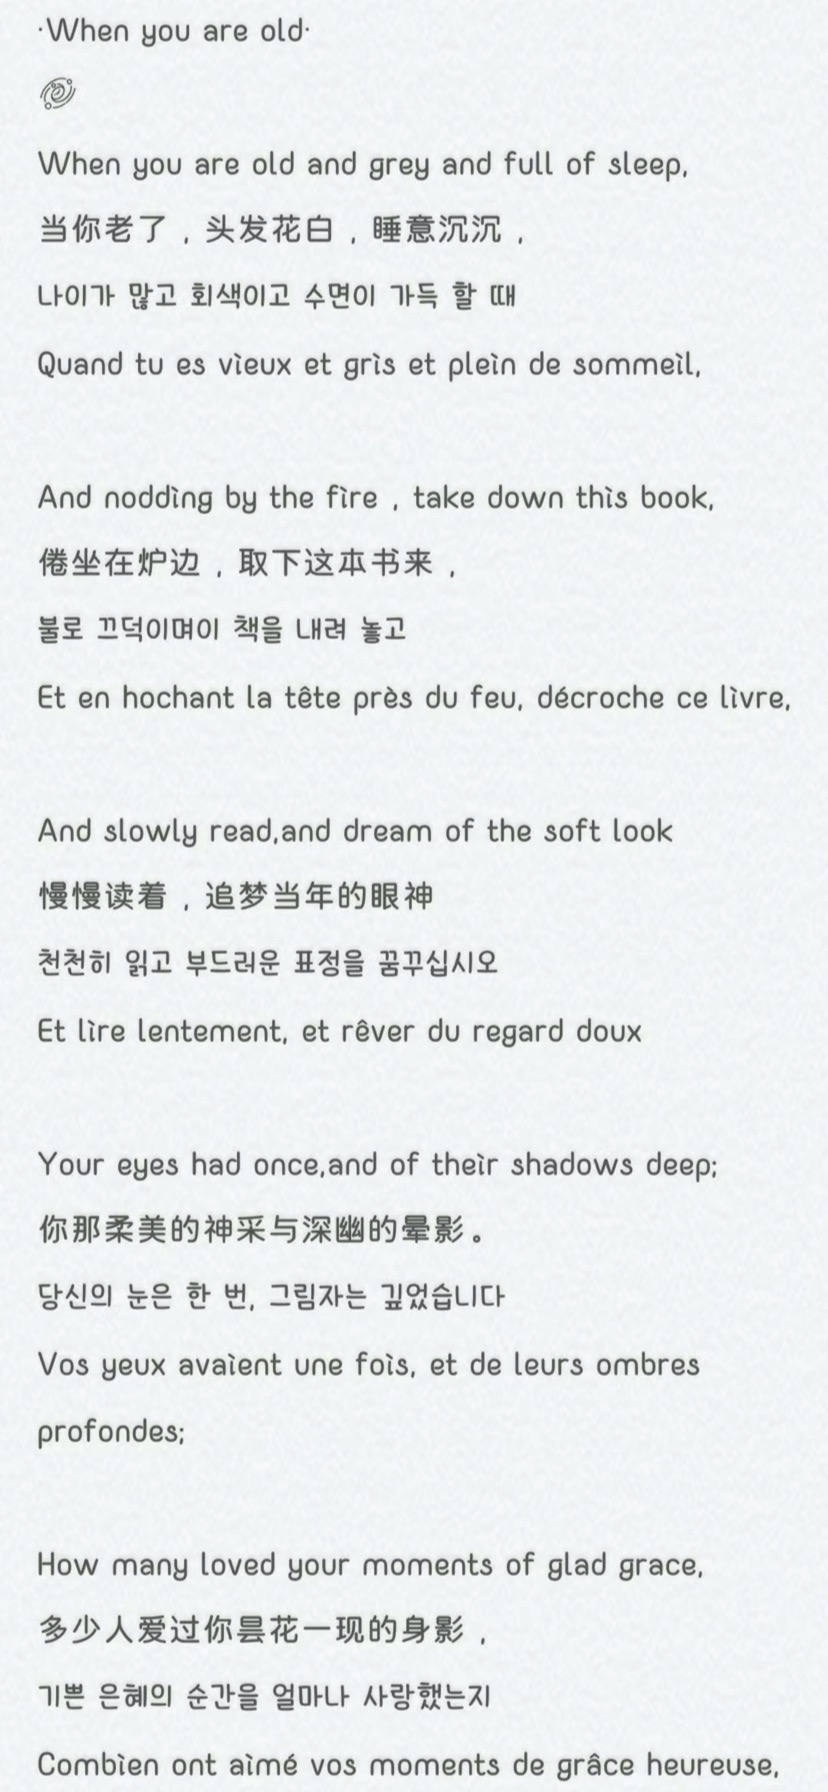 ·When you are old·
When you are old and grey and full of sleep,
当你老了，头发花白，睡意沉沉，
나이가 많고 회색이고 수면이 가득 할 때
Quand tu es vieux et gris et plein de sommeil,
And nodding by the fire , take down this book,
倦坐在炉边，取下这本书来，
불로 끄덕이며이 책을 내려 놓고
Et en hochant la tête près du feu, décroche ce livre,
And slowly read,and dream of the soft look
慢慢读着，追梦当年的眼神
천천히 읽고 부드러운 표정을 꿈꾸십시오
Et lire lentement, et rêver du regard doux
Your eyes had once,and of their shadows deep;
你那柔美的神采与深幽的晕影。
당신의 눈은 한 번, 그림자는 깊었습니다
Vos yeux avaient une fois, et de leurs ombres
profondes;
How many loved your moments of glad grace,
多少人爱过你昙花一现的身影，
기쁜 은혜의 순간을 얼마나 사랑했는지
Combien ont aimé vos moments de grâce heureuse,